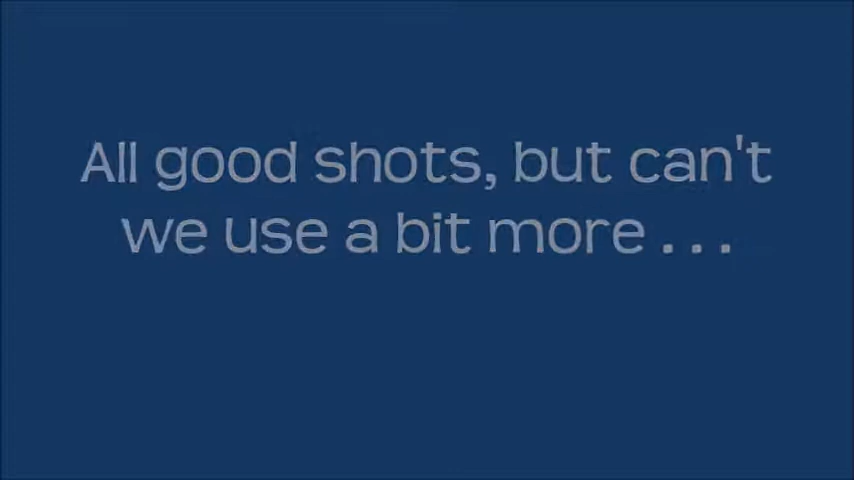 All good shots, but can't
we use a bit more . . .